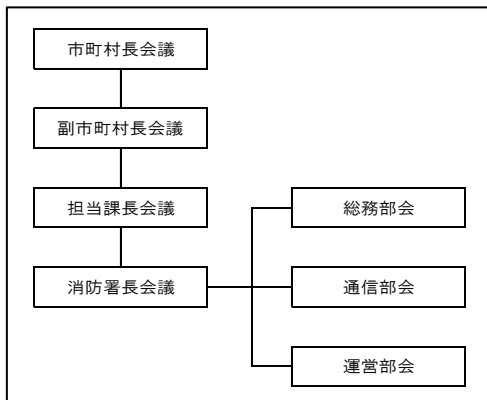 市町村長会議
副市町村長会議
担当課長会議
消防署長会議
総務部会
通信部会
運営部会